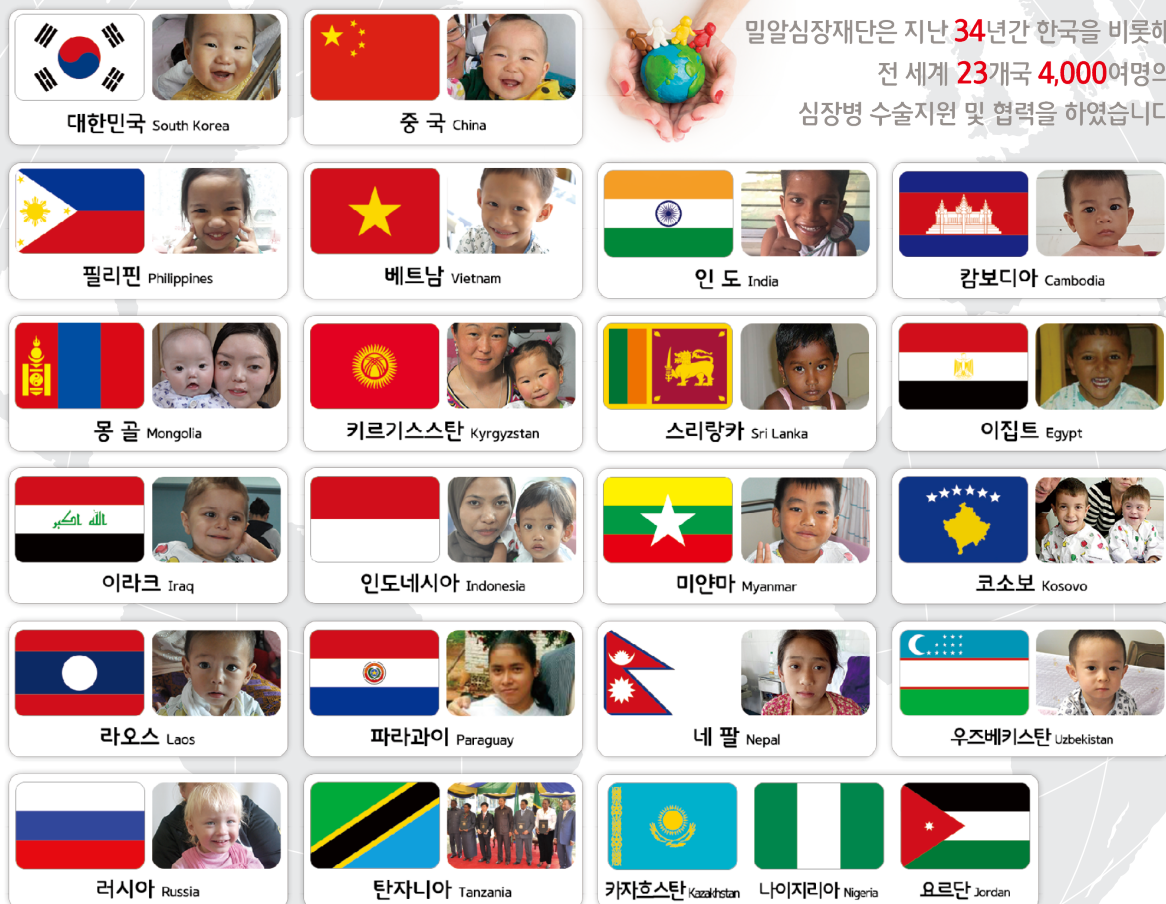 밀알심장재단은 지난 34년간 한국을 비롯해
전 세계 23개국 4,000여명의
심장병 수술지원 및 협력을 하였습니다
대한민국 South Korea
중 국 China
필리핀 Philippines
베트남 Vietnam
인 도 India
캄보디아 Cambodia
몽 골 Mongolia
키르기스스탄 Kyrgyzstan
스리랑카 Sri Lanka
이집트 Egypt
الله اكبر
이라크 Iraq
인도네시아 Indonesia
미얀마 Myanmar
코소보 Kosovo
라오스 Laos
파라과이 Paraguay
네 팔 Nepal
우즈베키스탄 Uzbekistan
러시아 Russia
탄자니아 Tanzania
카자흐스탄 Kazakhstan
나이지리아 Nigeria
요르단 Jordan